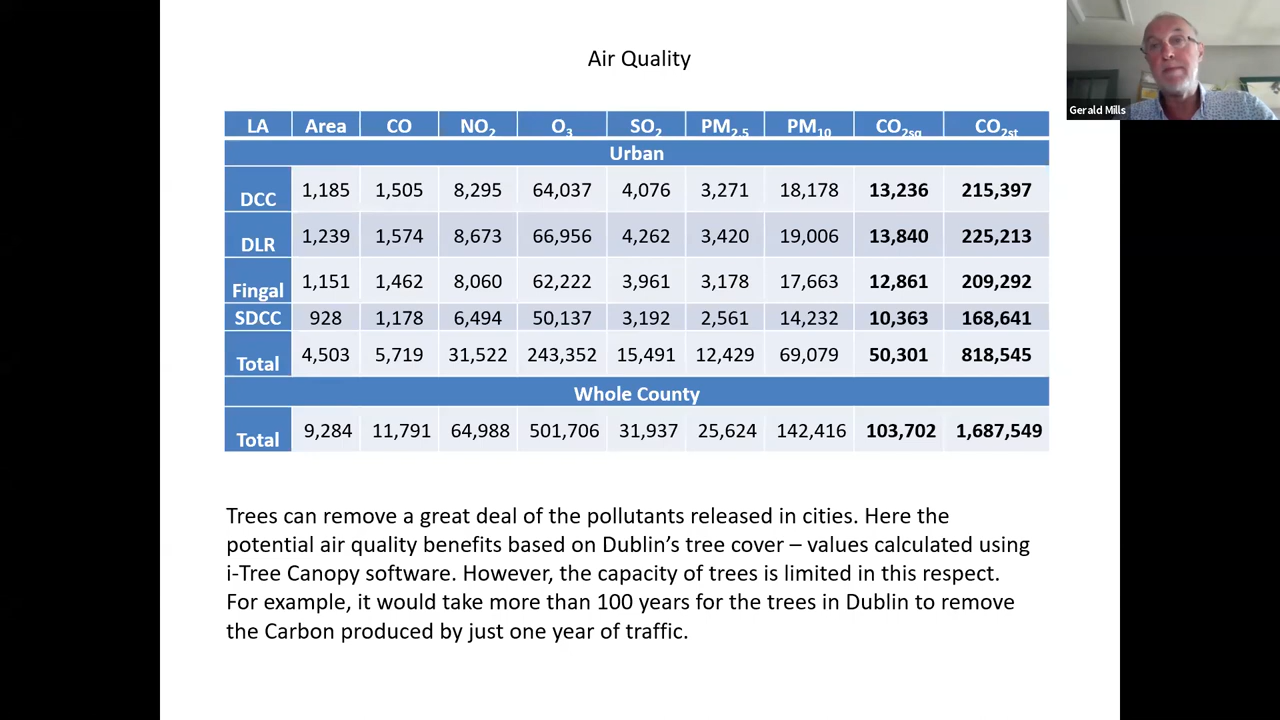 Air Quality
Gerald Mills
LA Area CO NO₂ O₃ SO₂ PM₂.₅ PM₁₀ CO₂sq CO₂st
Urban
DCC 1,185 1,505 8,295 64,037 4,076 3,271 18,178 13,236 215,397
DLR 1,239 1,574 8,673 66,956 4,262 3,420 19,006 13,840 225,213
Fingal 1,151 1,462 8,060 62,222 3,961 3,178 17,663 12,861 209,292
SDCC 928 1,178 6,494 50,137 3,192 2,561 14,232 10,363 168,641
Total 4,503 5,719 31,522 243,352 15,491 12,429 69,079 50,301 818,545
Whole County
Total 9,284 11,791 64,988 501,706 31,937 25,624 142,416 103,702 1,687,549
Trees can remove a great deal of the pollutants released in cities. Here the
potential air quality benefits based on Dublin’s tree cover – values calculated using
i-Tree Canopy software. However, the capacity of trees is limited in this respect.
For example, it would take more than 100 years for the trees in Dublin to remove
the Carbon produced by just one year of traffic.